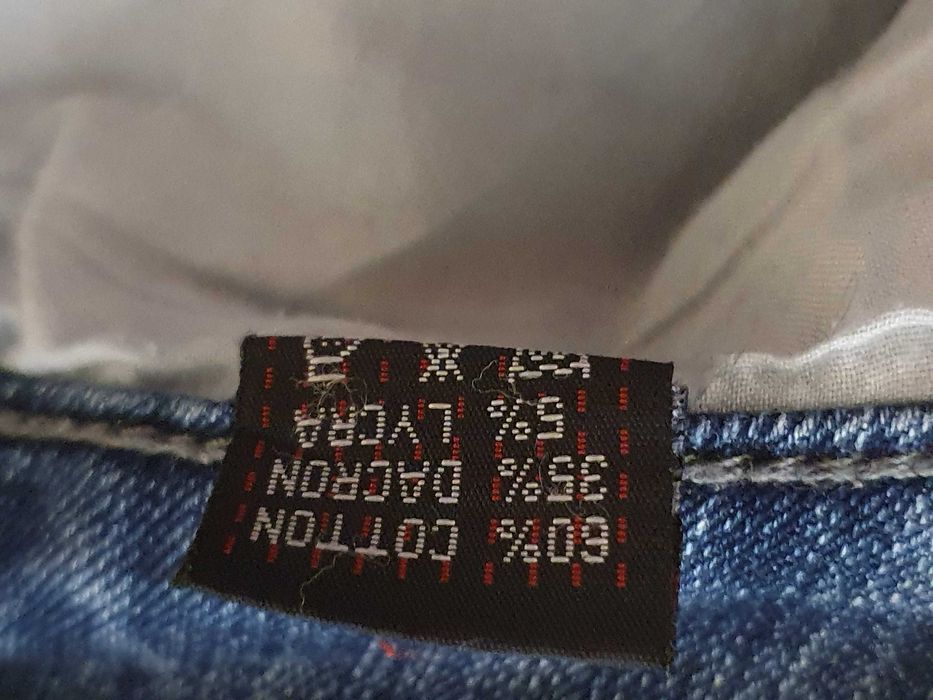 60% COTTON
35% DACRON
5% LYCRA